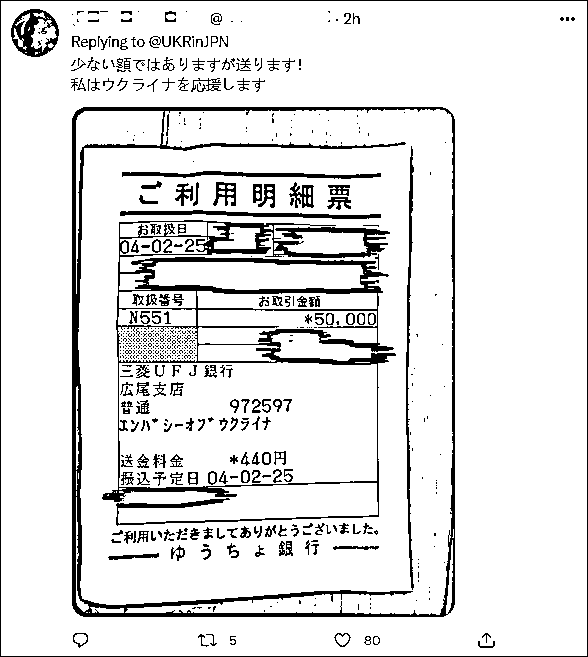 · 2h
Replying to @UKRinJPN
少ない額ではありますが送ります!
私はウクライナを応援します
ご利用明細票
お取扱日
04-02-25
取扱番号 お取引金額
N551 *50,000
三菱UFJ銀行
広尾支店
普通 972597
エンバシーオブウクライナ
送金料金 *440円
振込予定日 04-02-25
ご利用いただきましてありがとうございました。
ゆうちょ銀行
5 80